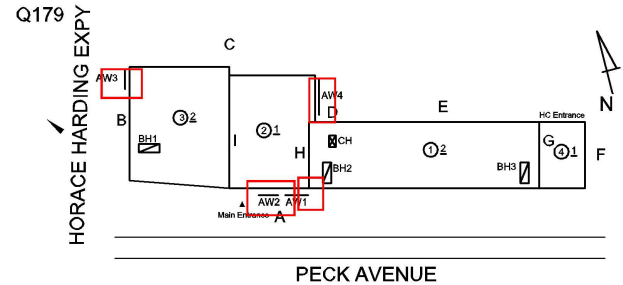 Q179
HORACE HARDING EXPY
C
AW3
AW4
D
E
HC Entrance
N
B
③ 2
② 1
I
H
BH1
CH
BH2
① 2
BH3
G
④ 1
F
AW2
AW1
A
Main Entrance
PECK AVENUE